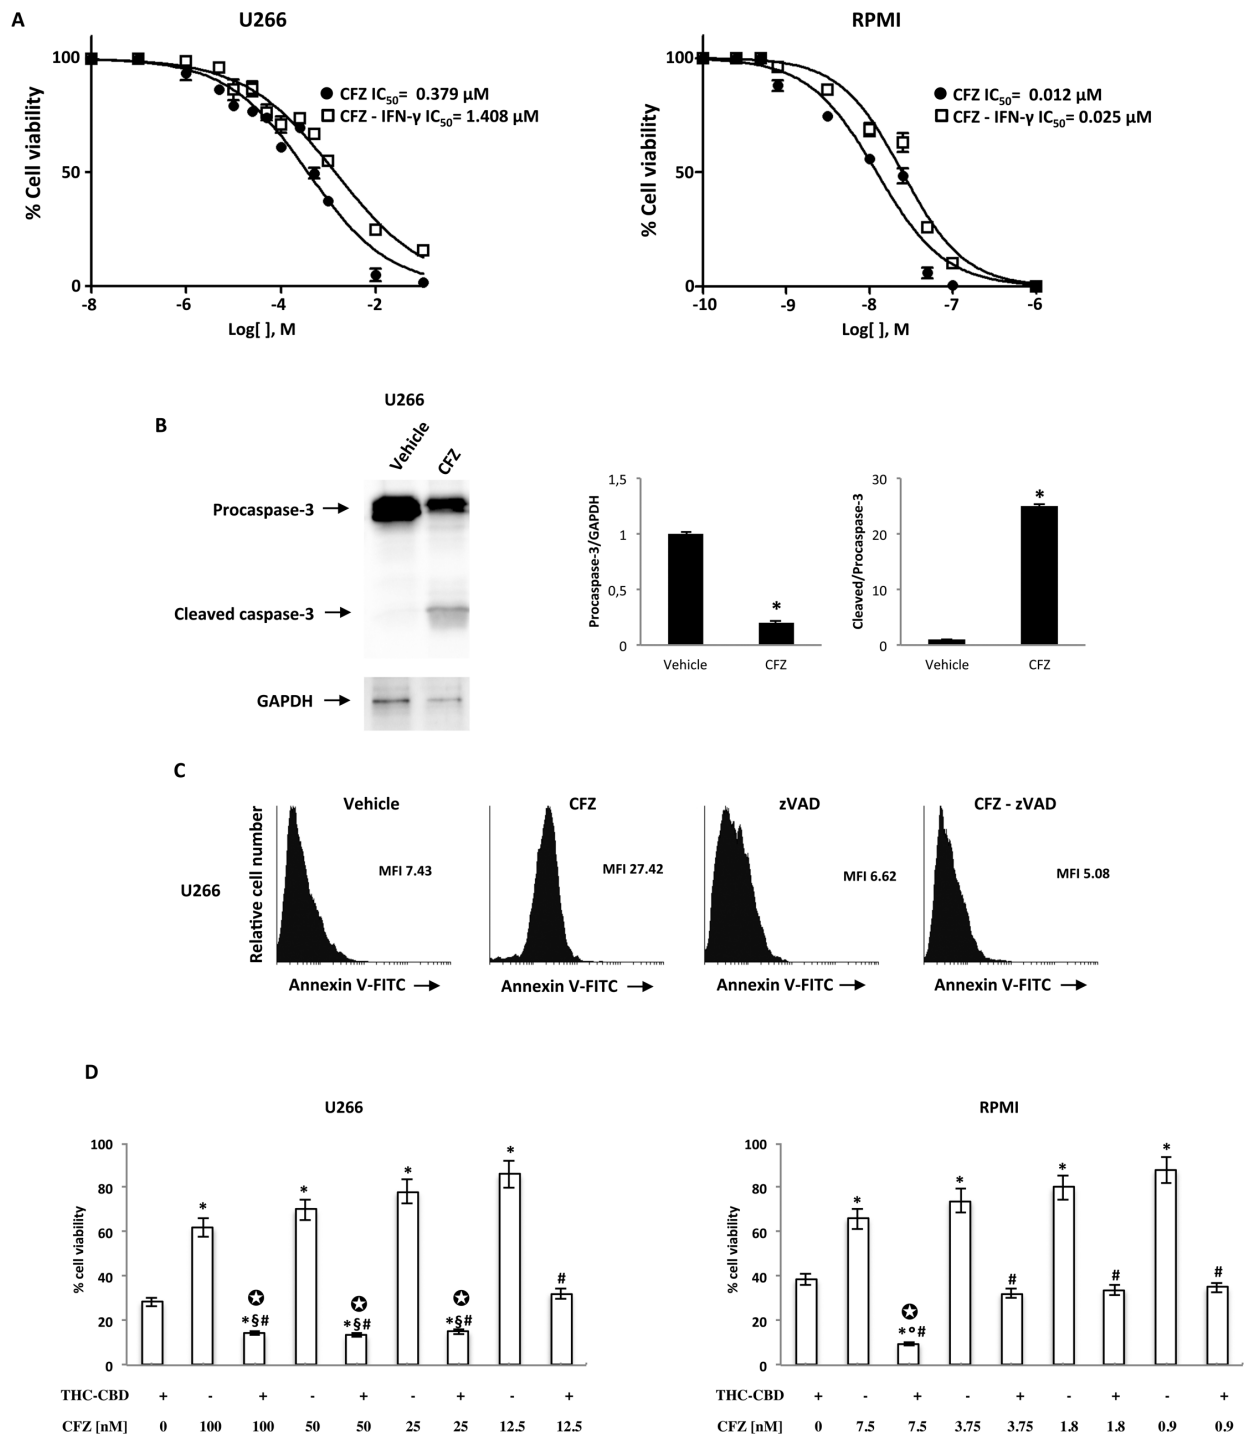 A
U266
RPMI
% Cell viability
100
50
0
-8
-6
-4
-2
Log[ ], M
CFZ IC50= 0.379 µM
CFZ - IFN-γ IC50= 1.408 µM
% Cell viability
100
50
0
-10
-9
-8
-7
-6
Log[ ], M
CFZ IC50= 0.012 µM
CFZ - IFN-γ IC50= 0.025 µM
B
U266
Vehicle
CFZ
Procaspase-3
Cleaved caspase-3
GAPDH
Procaspase-3/GAPDH
1,5
1
0,5
0
*
Vehicle
CFZ
Cleaved/Procaspase-3
30
20
10
0
*
Vehicle
CFZ
C
U266
Relative cell number
Vehicle
MFI 7.43
Annexin V-FITC
CFZ
MFI 27.42
Annexin V-FITC
zVAD
MFI 6.62
Annexin V-FITC
CFZ - zVAD
MFI 5.08
Annexin V-FITC
D
U266
% cell viability
100
80
60
40
20
0
* * * *
*§# *§# *§# #
THC-CBD + - + - + - + - +
CFZ [nM] 0 100 100 50 50 25 25 12.5 12.5
RPMI
% cell viability
100
80
60
40
20
0
* * * *
*°# # # #
THC-CBD + - + - + - + - +
CFZ [nM] 0 7.5 7.5 3.75 3.75 1.8 1.8 0.9 0.9